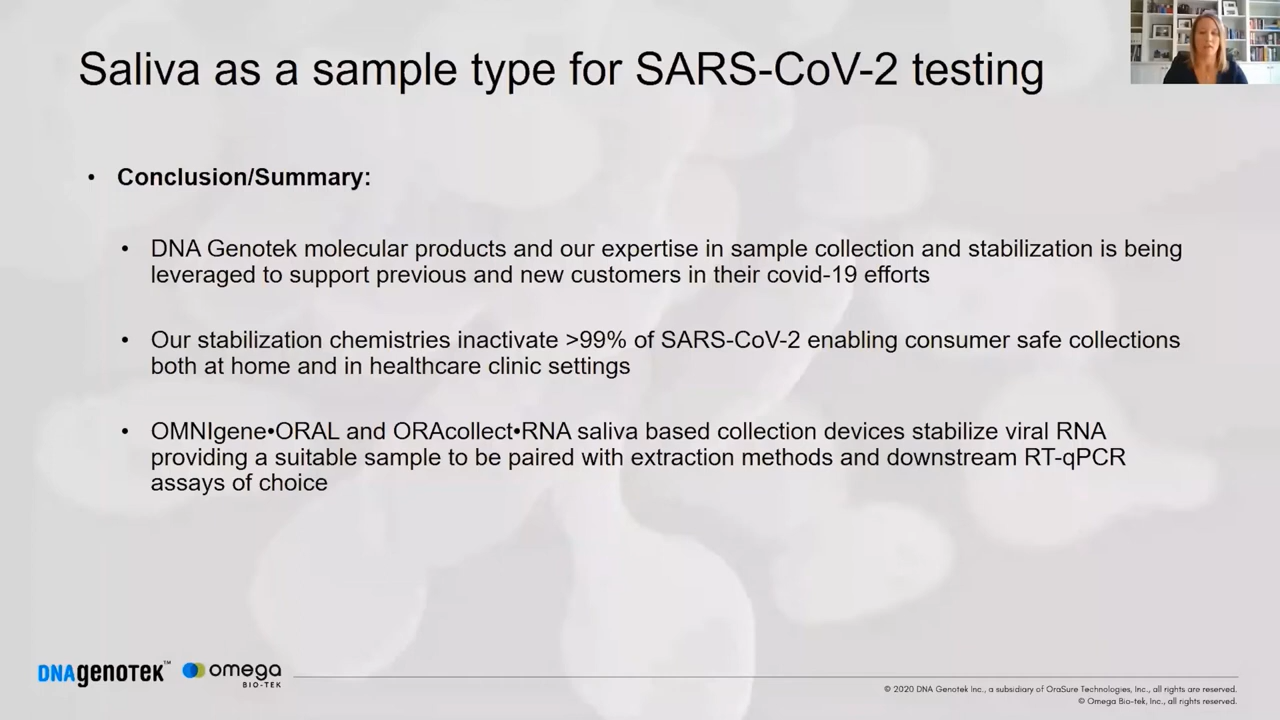 Saliva as a sample type for SARS-CoV-2 testing
• Conclusion/Summary:
• DNA Genotek molecular products and our expertise in sample collection and stabilization is being
leveraged to support previous and new customers in their covid-19 efforts
• Our stabilization chemistries inactivate >99% of SARS-CoV-2 enabling consumer safe collections
both at home and in healthcare clinic settings
• OMNIgene•ORAL and ORAcollect•RNA saliva based collection devices stabilize viral RNA
providing a suitable sample to be paired with extraction methods and downstream RT-qPCR
assays of choice
DNAgenoTeK™ omega
BIO-TEK
© 2020 DNA Genotek Inc., a subsidiary of OraSure Technologies, Inc., all rights are reserved.
© Omega Bio-tek, Inc., all rights reserved.